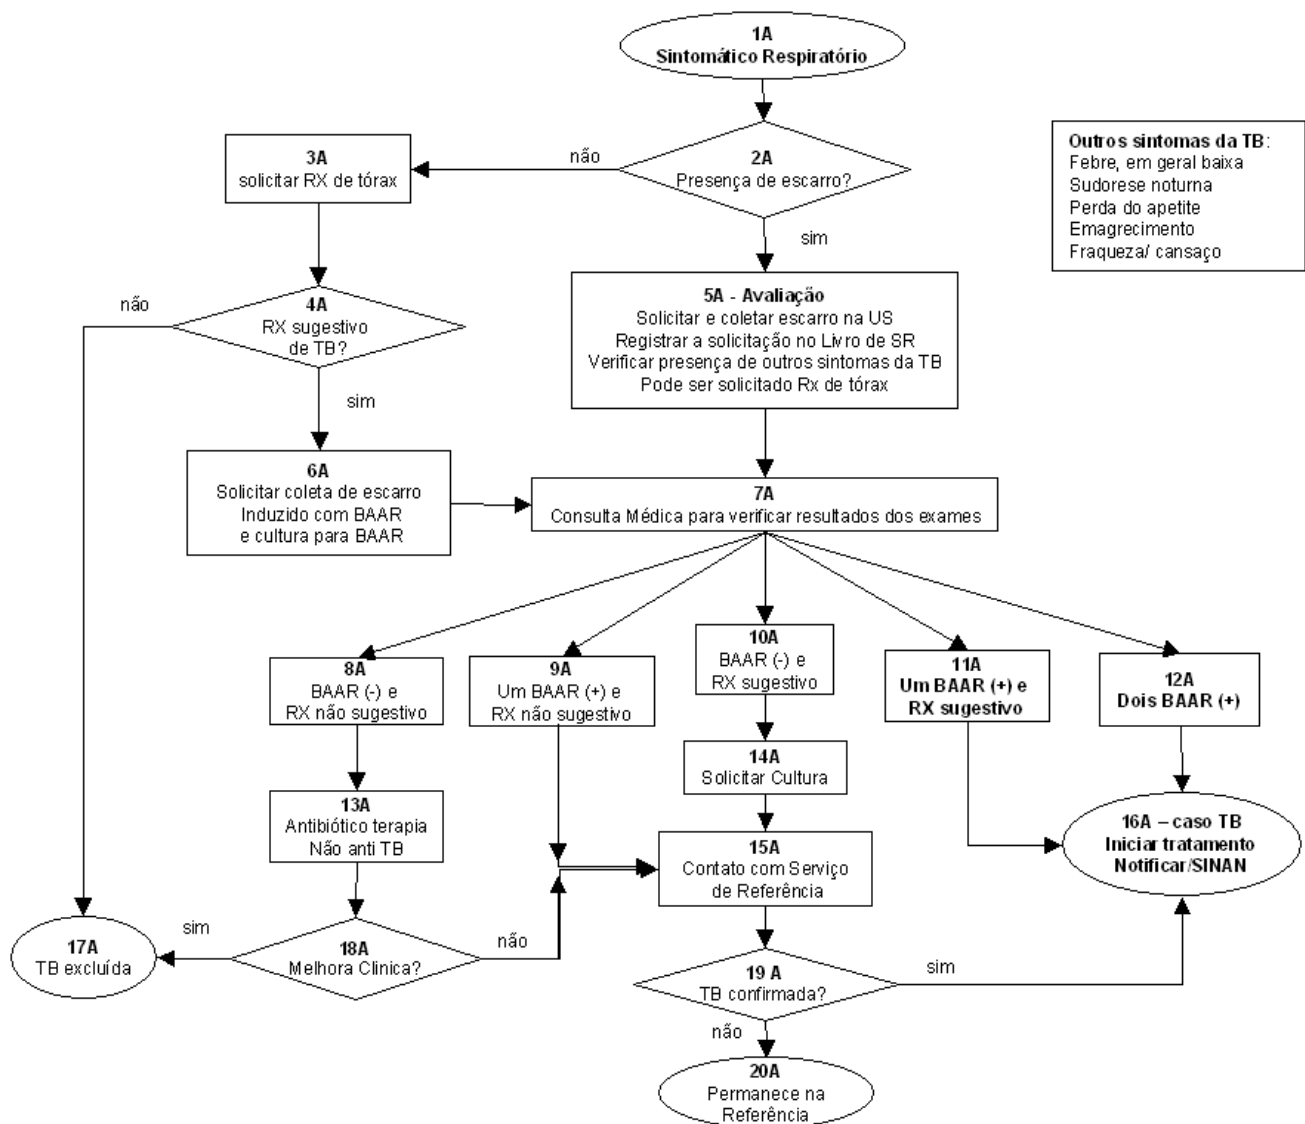 1A
Sintomático Respiratório
não
2A
Presença de escarro?
sim
3A
solicitar RX de tórax
Outros sintomas da TB:
Febre, em geral baixa
Sudorese noturna
Perda do apetite
Emagrecimento
Fraqueza/ cansaço
não
4A
RX sugestivo
de TB?
sim
5A - Avaliação
Solicitar e coletar escarro na US
Registrar a solicitação no Livro de SR
Verificar presença de outros sintomas da TB
Pode ser solicitado Rx de tórax
6A
Solicitar coleta de escarro
Induzido com BAAR
e cultura para BAAR
7A
Consulta Médica para verificar resultados dos exames
8A
BAAR (-) e
RX não sugestivo
9A
Um BAAR (+) e
RX não sugestivo
10A
BAAR (-) e
RX sugestivo
11A
Um BAAR (+) e
RX sugestivo
12A
Dois BAAR (+)
13A
Antibiótico terapia
Não anti TB
14A
Solicitar Cultura
15A
Contato com Serviço
de Referência
16A – caso TB
Iniciar tratamento
Notificar/SINAN
17A
TB excluída
sim
18A
Melhora Clinica?
não
19 A
TB confirmada?
sim
não
20A
Permanece na
Referência